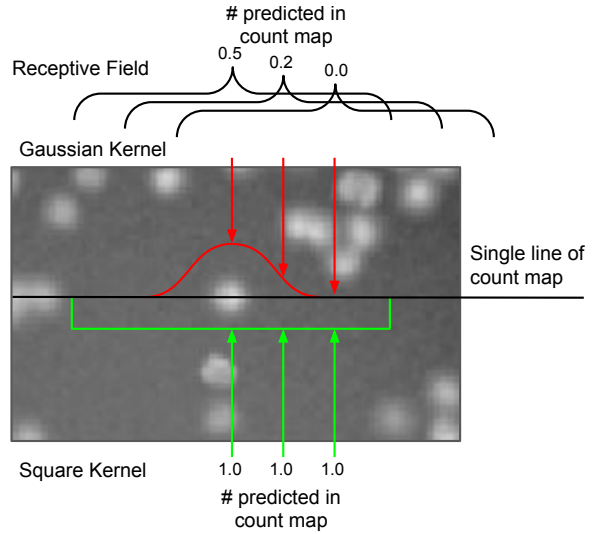 # predicted in
count map
0.5
0.2
0.0
Receptive Field
Gaussian Kernel
Single line of
count map
Square Kernel
1.0 1.0 1.0
# predicted in
count map